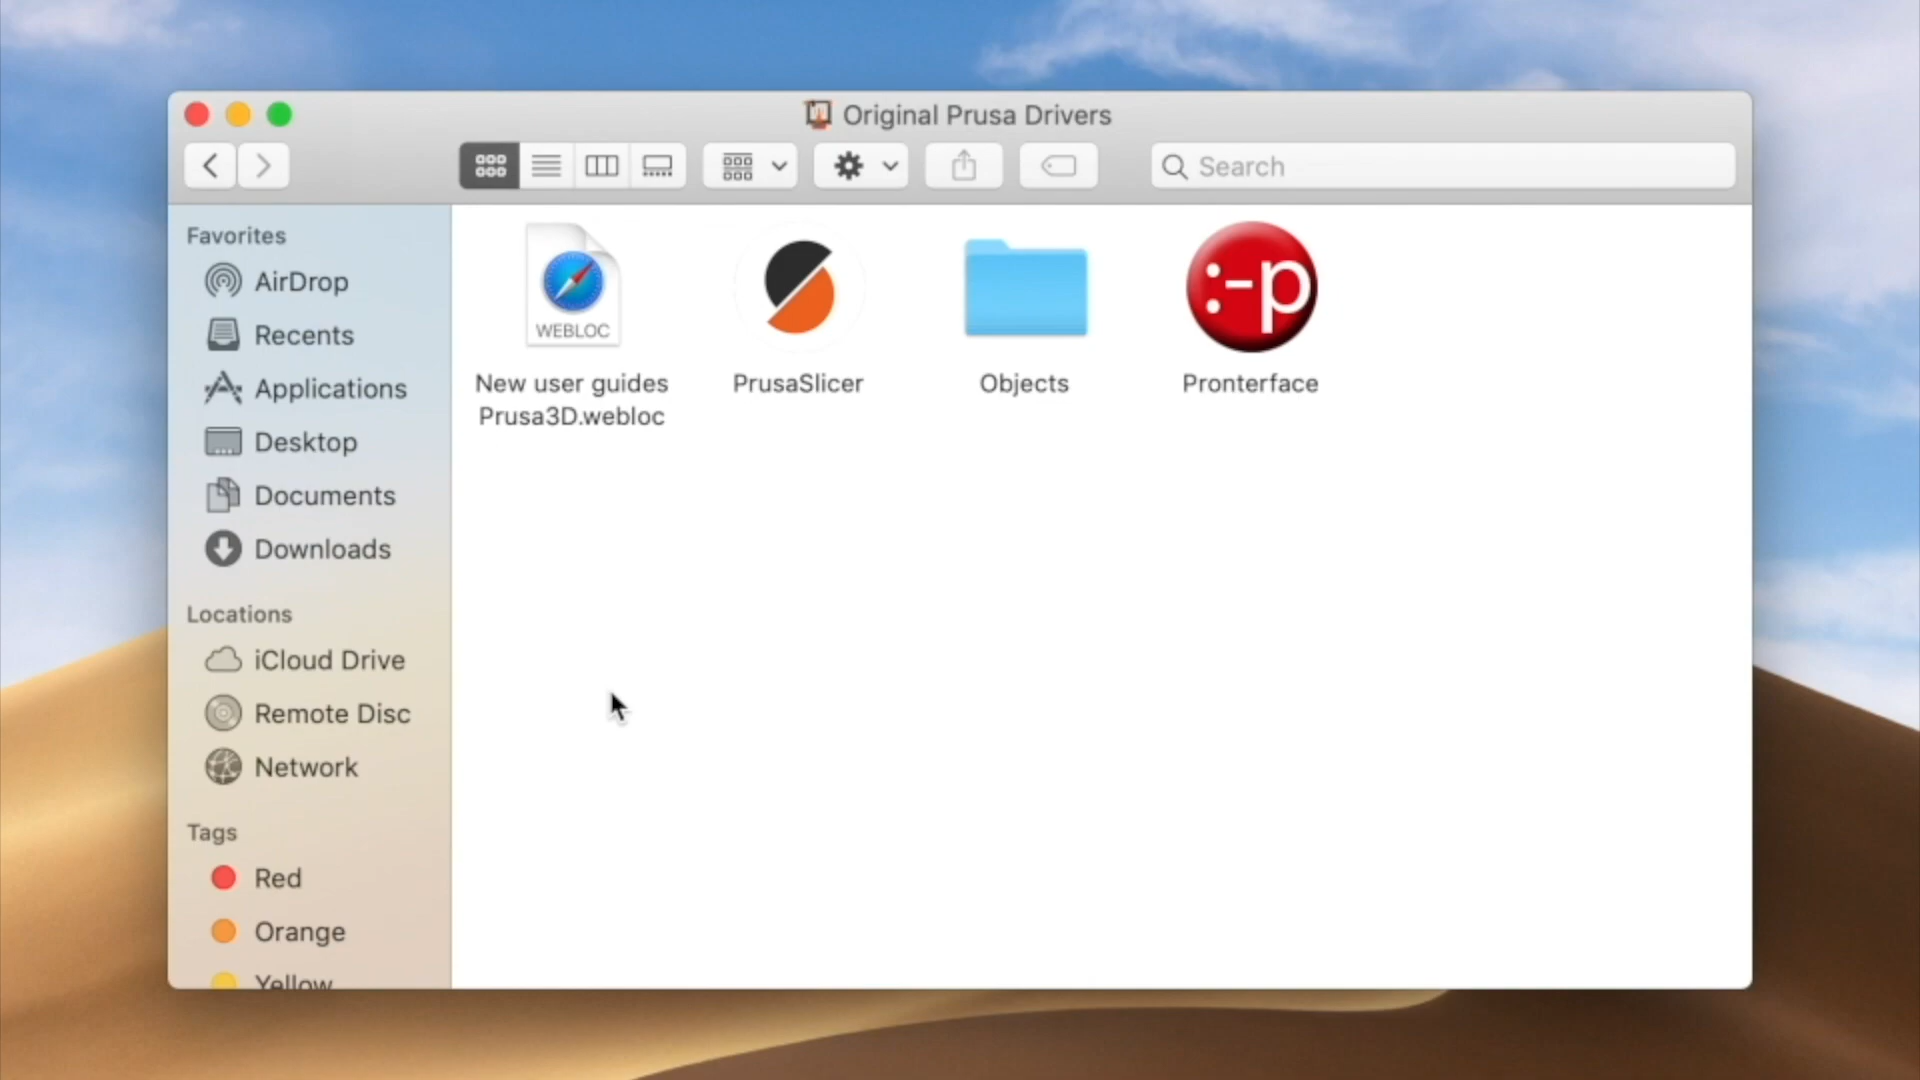 Original Prusa Drivers
Search
Favorites
AirDrop
Recents
Applications
Desktop
Documents
Downloads
Locations
iCloud Drive
Remote Disc
Network
Tags
Red
Orange
Yellow
WEBLOC
New user guides
Prusa3D.webloc
PrusaSlicer
Objects
:-p
Pronterface